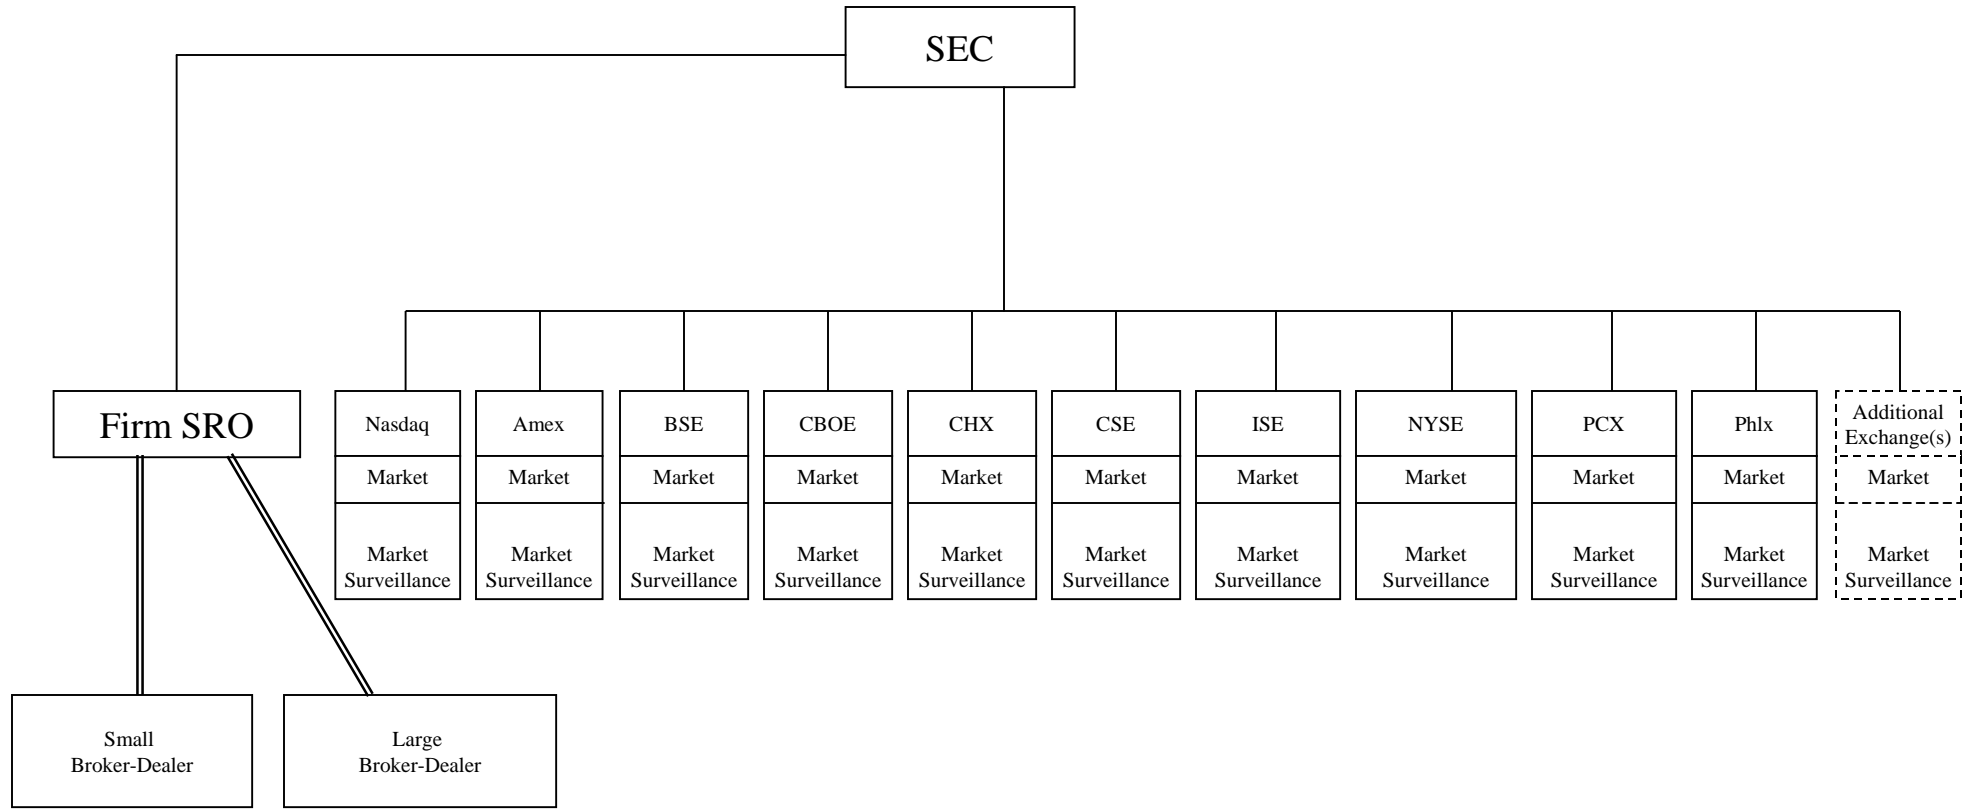 SEC
Firm SRO
Nasdaq
Amex
BSE
CBOE
CHX
CSE
ISE
NYSE
PCX
Phlx
Additional
Exchange(s)
Market
Market
Market
Market
Market
Market
Market
Market
Market
Market
Market
Market
Surveillance
Market
Surveillance
Market
Surveillance
Market
Surveillance
Market
Surveillance
Market
Surveillance
Market
Surveillance
Market
Surveillance
Market
Surveillance
Market
Surveillance
Market
Surveillance
Small
Broker-Dealer
Large
Broker-Dealer